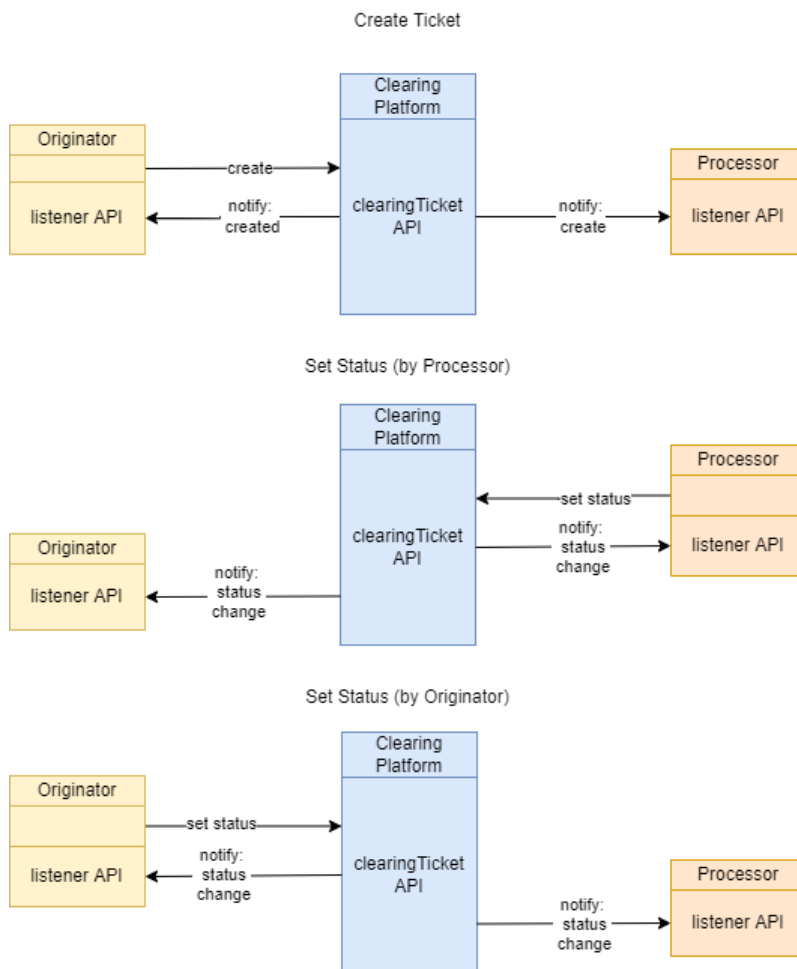 Create Ticket
Clearing
Platform
Originator
create
Processor
listener API
notify:
created
clearingTicket
API
notify:
create
listener API
Set Status (by Processor)
Clearing
Platform
Processor
set status
Originator
clearingTicket
API
notify:
status
change
listener API
listener API
notify:
status
change
Set Status (by Originator)
Clearing
Platform
Originator
set status
listener API
notify:
status
change
clearingTicket
API
Processor
notify:
status
change
listener API